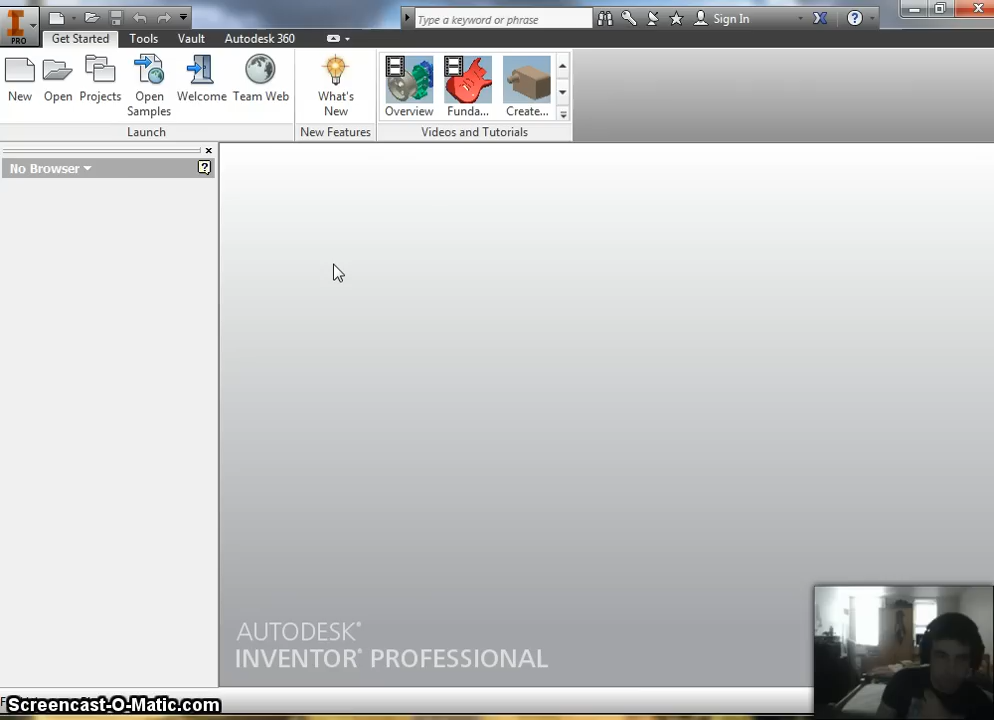 PRO
Type a keyword or phrase
Sign In
Get Started Tools Vault Autodesk 360
New Open Projects Open Samples Welcome Team Web What's New Overview Funda... Create...
Launch New Features Videos and Tutorials
No Browser
AUTODESK®
INVENTOR® PROFESSIONAL
Screencast-O-Matic.com